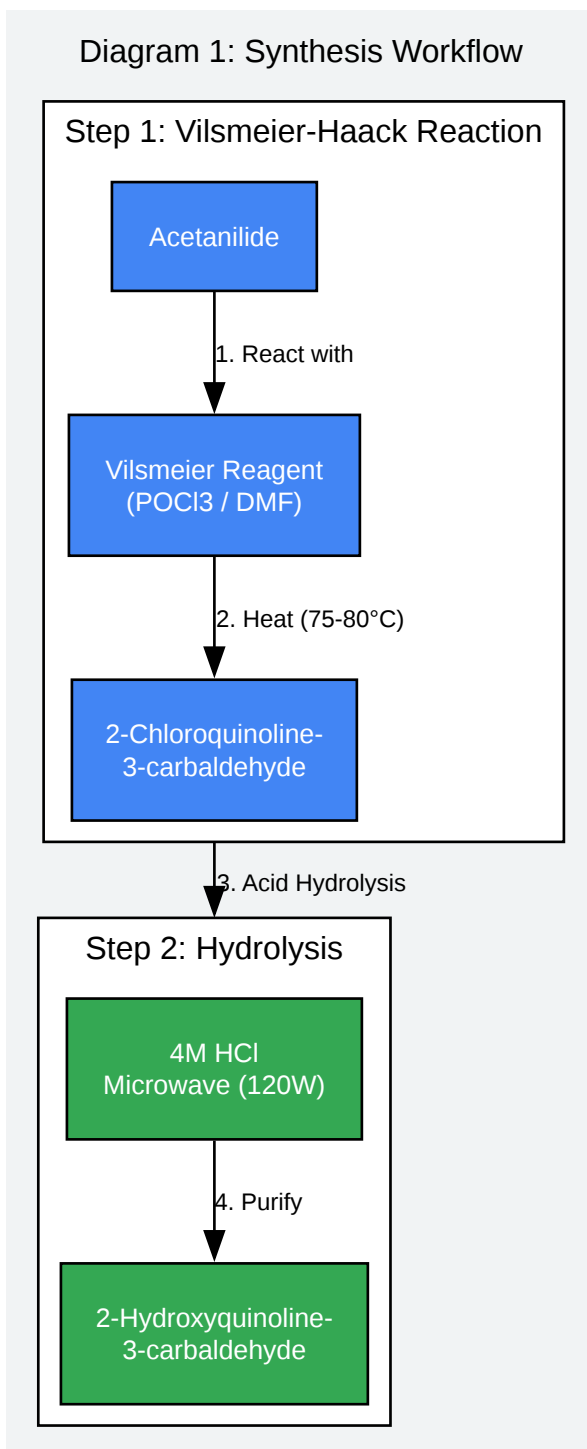 Diagram 1: Synthesis Workflow
Step 1: Vilsmeier-Haack Reaction
Acetanilide
1. React with
Vilsmeier Reagent
(POCl3 / DMF)
2. Heat (75-80°C)
2-Chloroquinoline-
3-carbaldehyde
3. Acid Hydrolysis
Step 2: Hydrolysis
4M HCl
Microwave (120W)
4. Purify
2-Hydroxyquinoline-
3-carbaldehyde